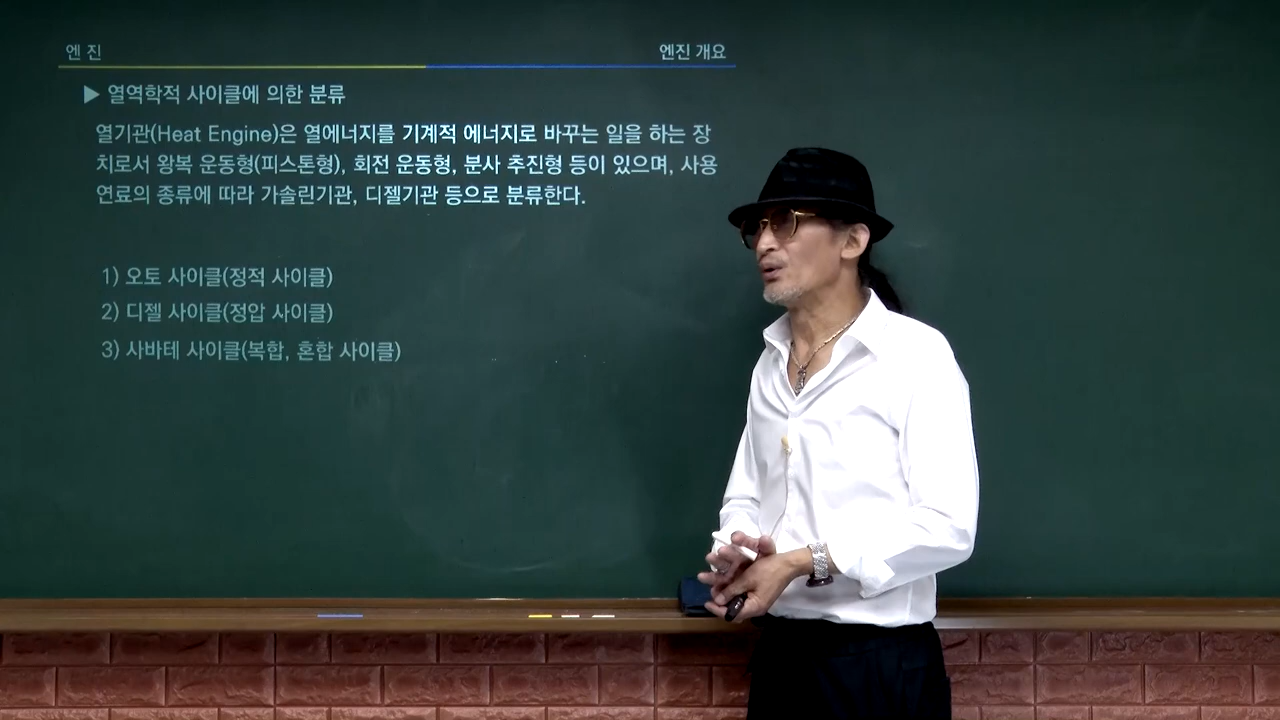 엔 진
엔진 개요
▶ 열역학적 사이클에 의한 분류
열기관(Heat Engine)은 열에너지를 기계적 에너지로 바꾸는 일을 하는 장
치로서 왕복 운동형(피스톤형), 회전 운동형, 분사 추진형 등이 있으며, 사용
연료의 종류에 따라 가솔린기관, 디젤기관 등으로 분류한다.
1) 오토 사이클(정적 사이클)
2) 디젤 사이클(정압 사이클)
3) 사바테 사이클(복합, 혼합 사이클)